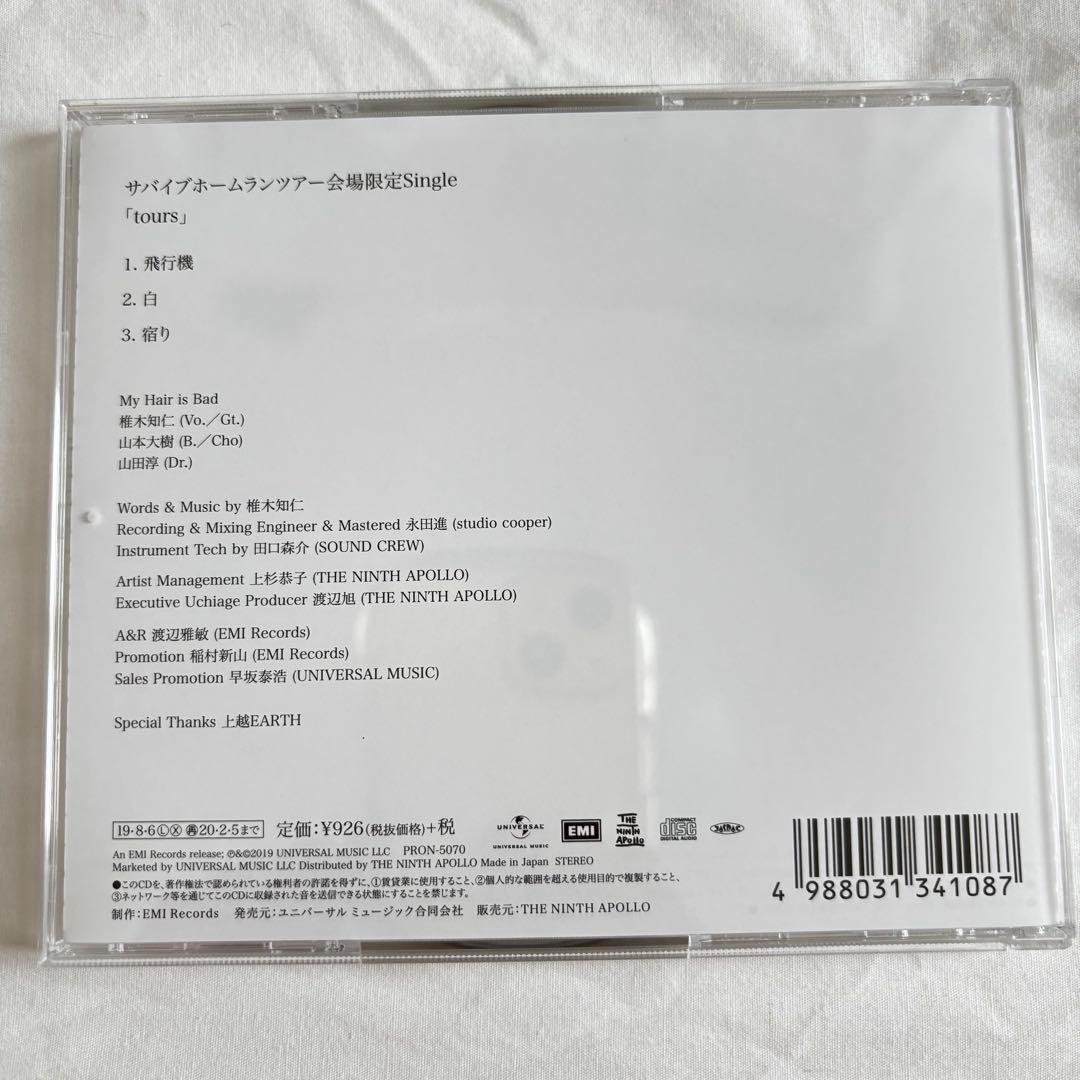 サバイブホームランツアー会場限定Single
「tours」
1. 飛行機
2. 白
3. 宿り
My Hair is Bad
椎木知仁 (Vo.／Gt.)
山本大樹 (B.／Cho)
山田淳 (Dr.)
Words & Music by 椎木知仁
Recording & Mixing Engineer & Mastered 永田進 (studio cooper)
Instrument Tech by 田口森介 (SOUND CREW)
Artist Management 上杉恭子 (THE NINTH APOLLO)
Executive Uchiage Producer 渡辺旭 (THE NINTH APOLLO)
A&R 渡辺雅敏 (EMI Records)
Promotion 稲村新山 (EMI Records)
Sales Promotion 早坂泰浩 (UNIVERSAL MUSIC)
Special Thanks 上越EARTH
19・8・6ⓁⓍ ㊐20・2・5まで 定価：¥926(税抜価格)+税
UNIVERSAL
UNIVERSAL MUSIC
EMI
THE NINTH APOLLO
COMPACT disc DIGITAL AUDIO
An EMI Records release; ℗&©2019 UNIVERSAL MUSIC LLC PRON-5070
Marketed by UNIVERSAL MUSIC LLC Distributed by THE NINTH APOLLO Made in Japan STEREO
●このCDを、著作権法で認められている権利者の許諾を得ずに、①賃貸業に使用すること、②個人的な範囲を超える使用目的で複製すること、
③ネットワーク等を通じてこのCDに収録された音を送信できる状態にすることを禁じます。
制作：EMI Records 発売元：ユニバーサル ミュージック合同会社 販売元：THE NINTH APOLLO
4 988031 341087